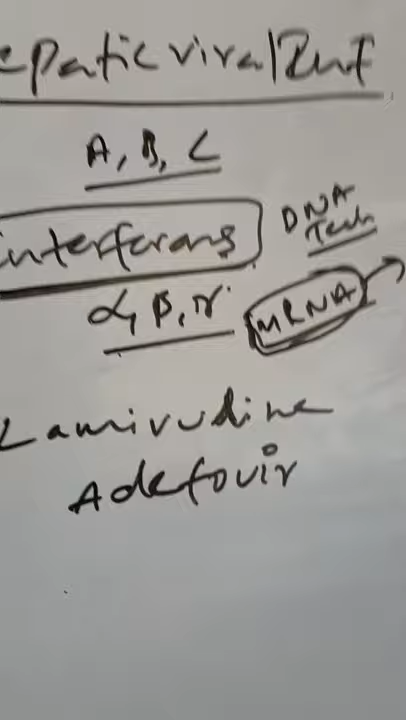 epatic viral Inf
A, B, C
interferons
DNA
Tech
α, β, γ
MRNA
Lamivudine
Adefovir